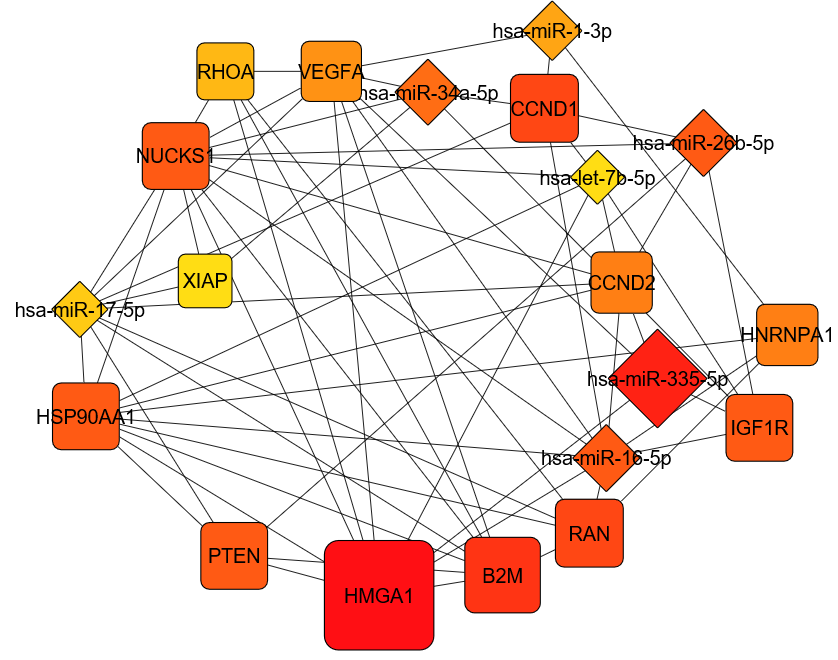 hsa-miR-1-3p
RHOA
VEGFA
hsa-miR-34a-5p
CCND1
NUCKS1
hsa-miR-26b-5p
hsa-let-7b-5p
XIAP
CCND2
hsa-miR-17-5p
HNRNPA1
hsa-miR-335-5p
HSP90AA1
IGF1R
hsa-miR-16-5p
RAN
PTEN
B2M
HMGA1